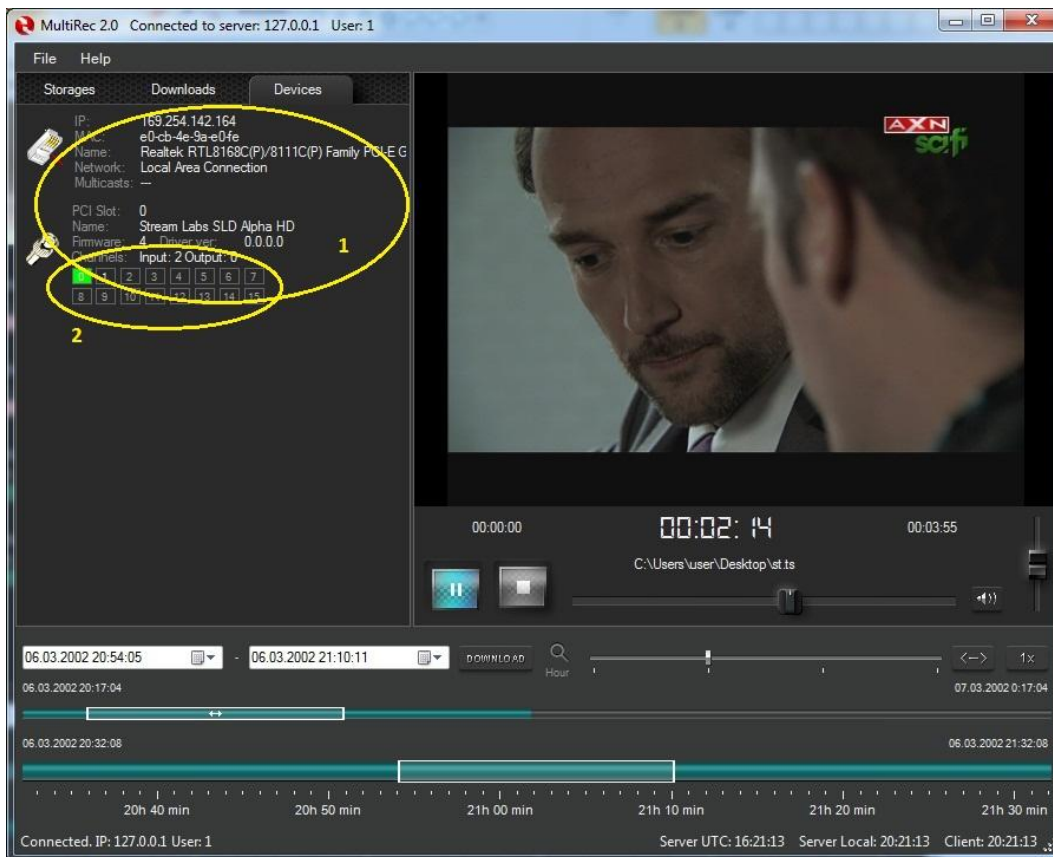 MultiRec 2.0 Connected to server: 127.0.0.1 User: 1
File Help
Storages Downloads Devices
IP: 169.254.142.164
MAC: e0-cb-4e-9a-e0-fe
Name: Realtek RTL8168C(P)/8111C(P) Family PCI-E G
Network: Local Area Connection
Multicasts: ---
PCI Slot: 0
Name: Stream Labs SLD Alpha HD
Firmware: 4 Driver ver: 0.0.0.0
Channels: Input: 2 Output: 0
1
0 1 2 3 4 5 6 7
8 9 10 11 12 13 14 15
2
AXN
scifi
00:00:00 00:02:14 00:03:55
C:\Users\user\Desktop\st.ts
06.03.2002 20:54:05 - 06.03.2002 21:10:11 DOWNLOAD Hour <--> 1x
06.03.2002 20:17:04 07.03.2002 0:17:04
06.03.2002 20:32:08 06.03.2002 21:32:08
20h 40 min 20h 50 min 21h 00 min 21h 10 min 21h 20 min 21h 30 min
Connected. IP: 127.0.0.1 User: 1 Server UTC: 16:21:13 Server Local: 20:21:13 Client: 20:21:13